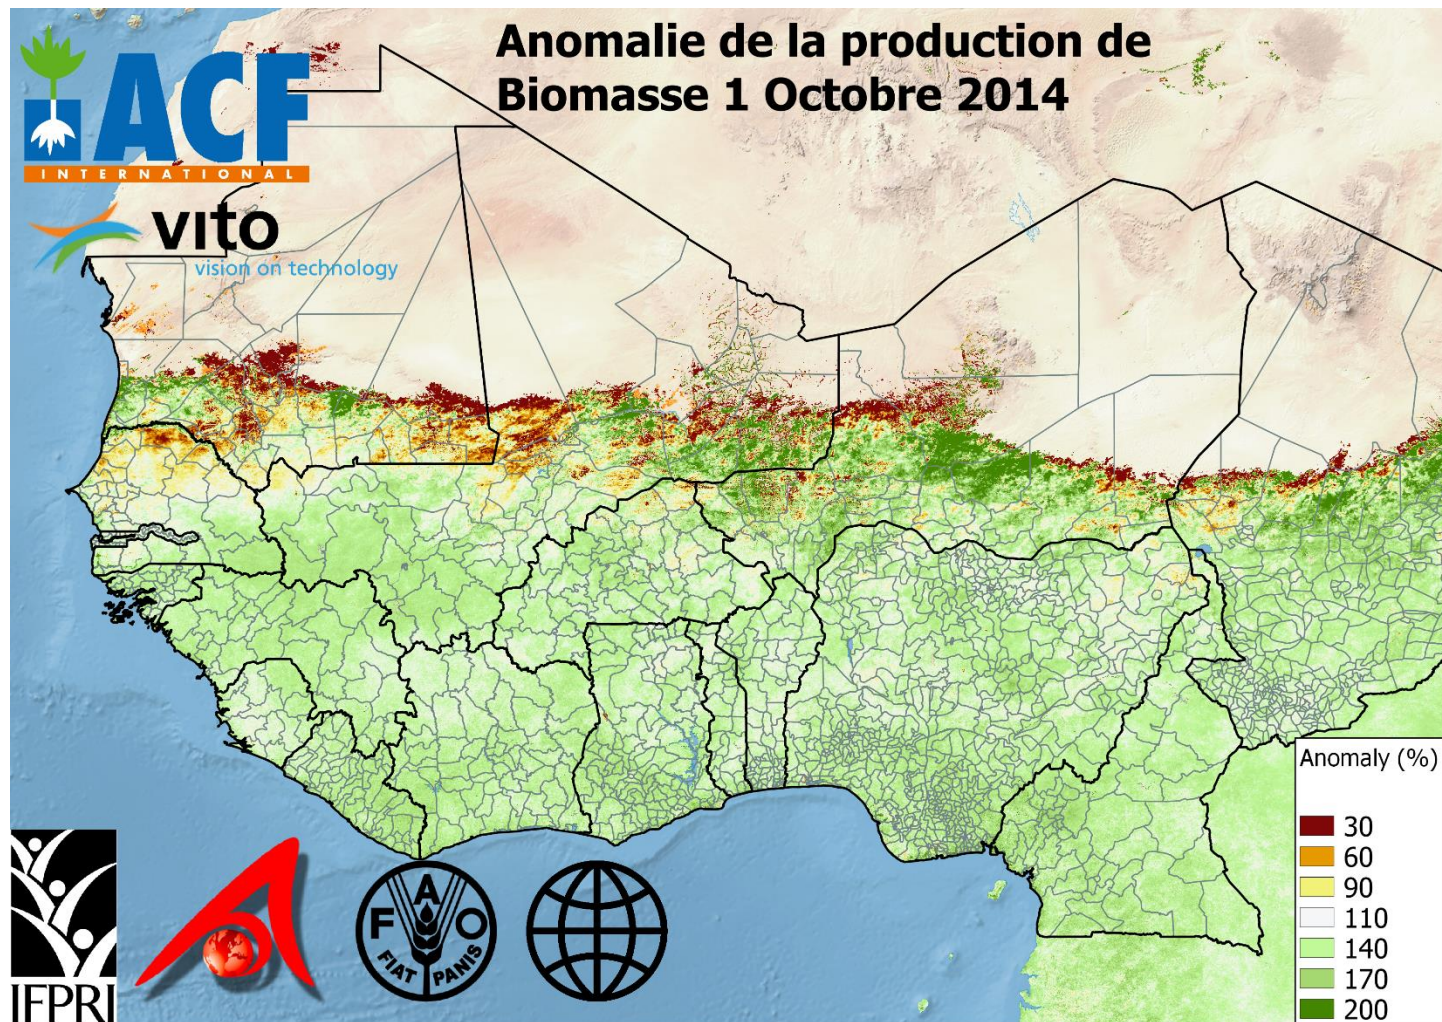 Anomalie de la production de
Biomasse 1 Octobre 2014
ACF
INTERNATIONAL
vito
vision on technology
Anomaly (%)
30
60
90
110
140
170
200
IFPRI
A
F O
FIAT PANIS